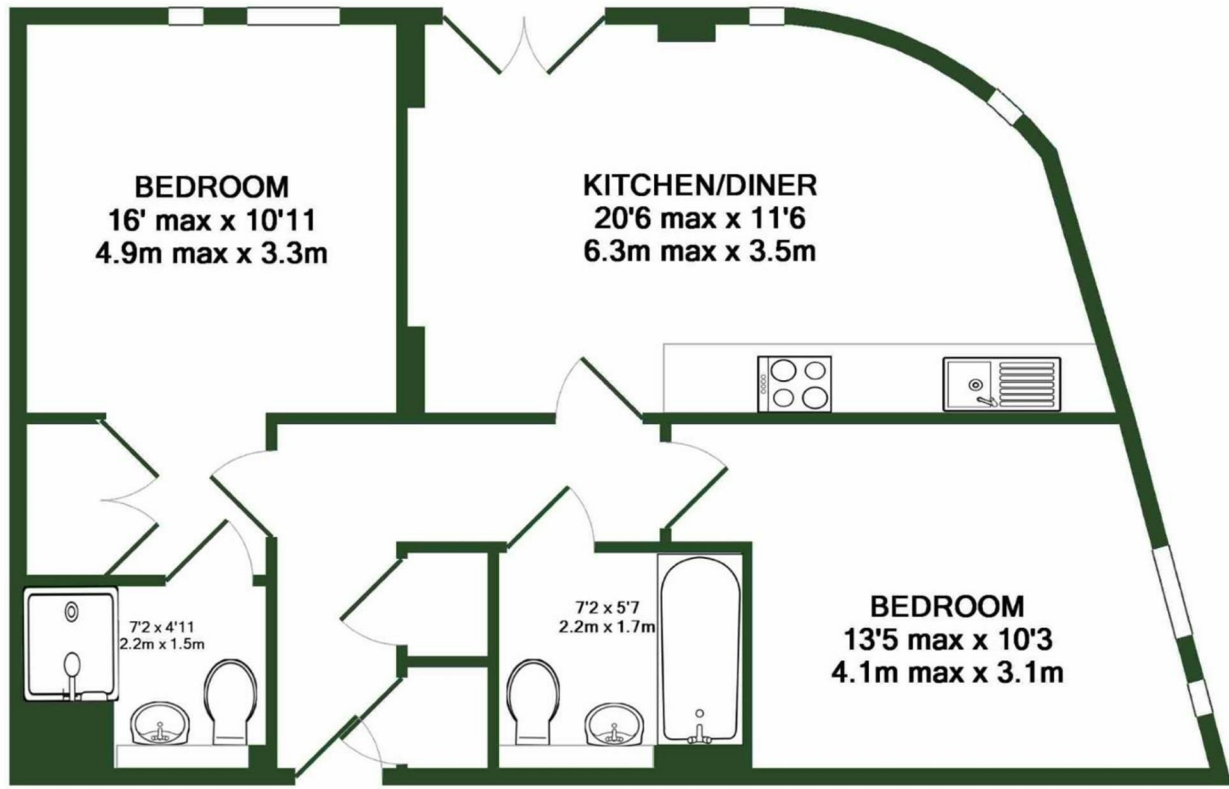 BEDROOM
16' max x 10'11
4.9m max x 3.3m
KITCHEN/DINER
20'6 max x 11'6
6.3m max x 3.5m
7'2 x 4'11
2.2m x 1.5m
7'2 x 5'7
2.2m x 1.7m
BEDROOM
13'5 max x 10'3
4.1m max x 3.1m